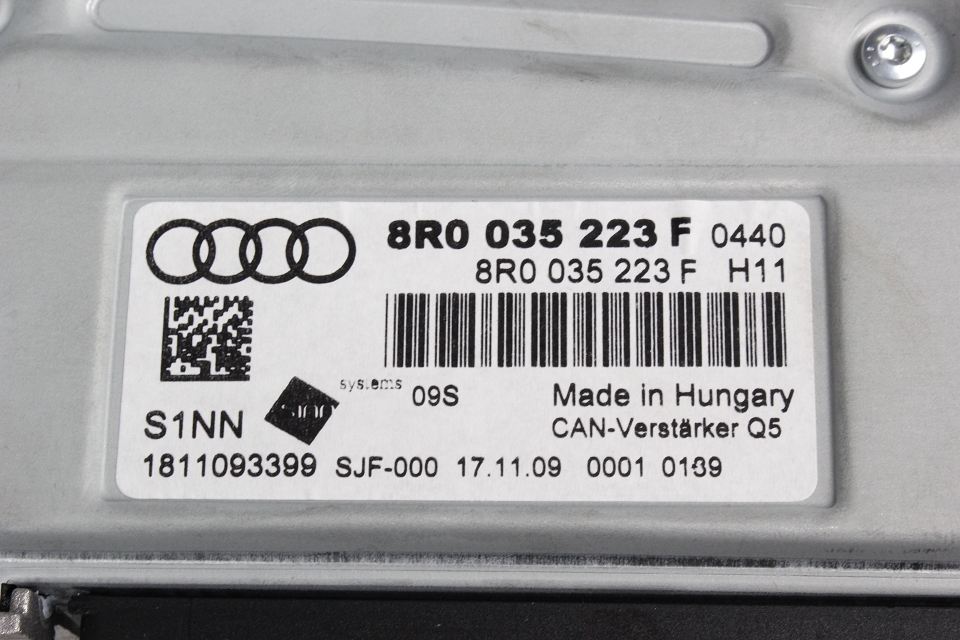 8R0 035 223 F 0440
8R0 035 223 F H11
systems
09S
Made in Hungary
S1NN
CAN-Verstärker Q5
1811093399 SJF-000 17.11.09 0001 0139